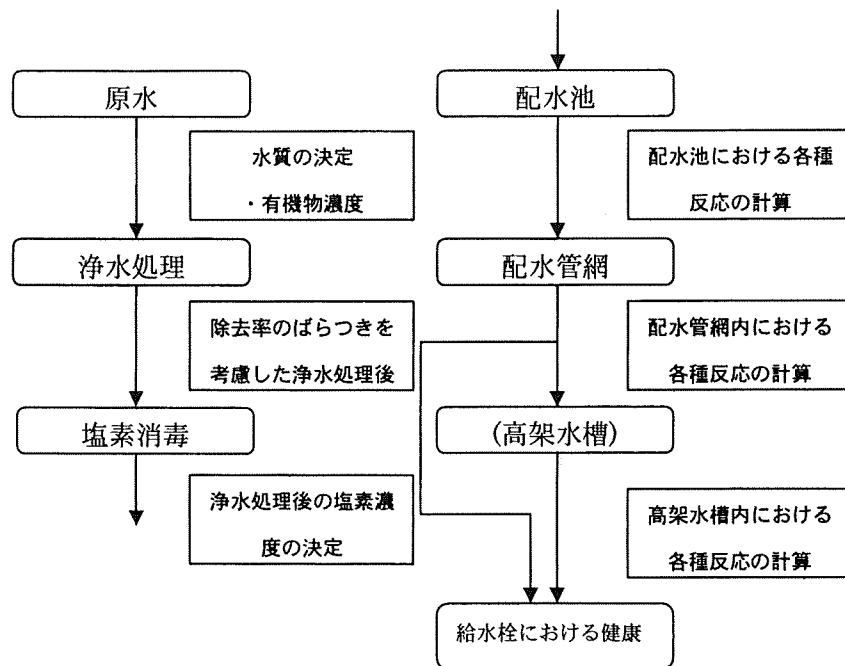 原水
水質の決定
・有機物濃度
浄水処理
除去率のばらつきを
考慮した浄水処理後
塩素消毒
浄水処理後の塩素濃
度の決定
配水池
配水池における各種
反応の計算
配水管網
配水管網内における
各種反応の計算
(高架水槽)
高架水槽内における
各種反応の計算
給水栓における健康